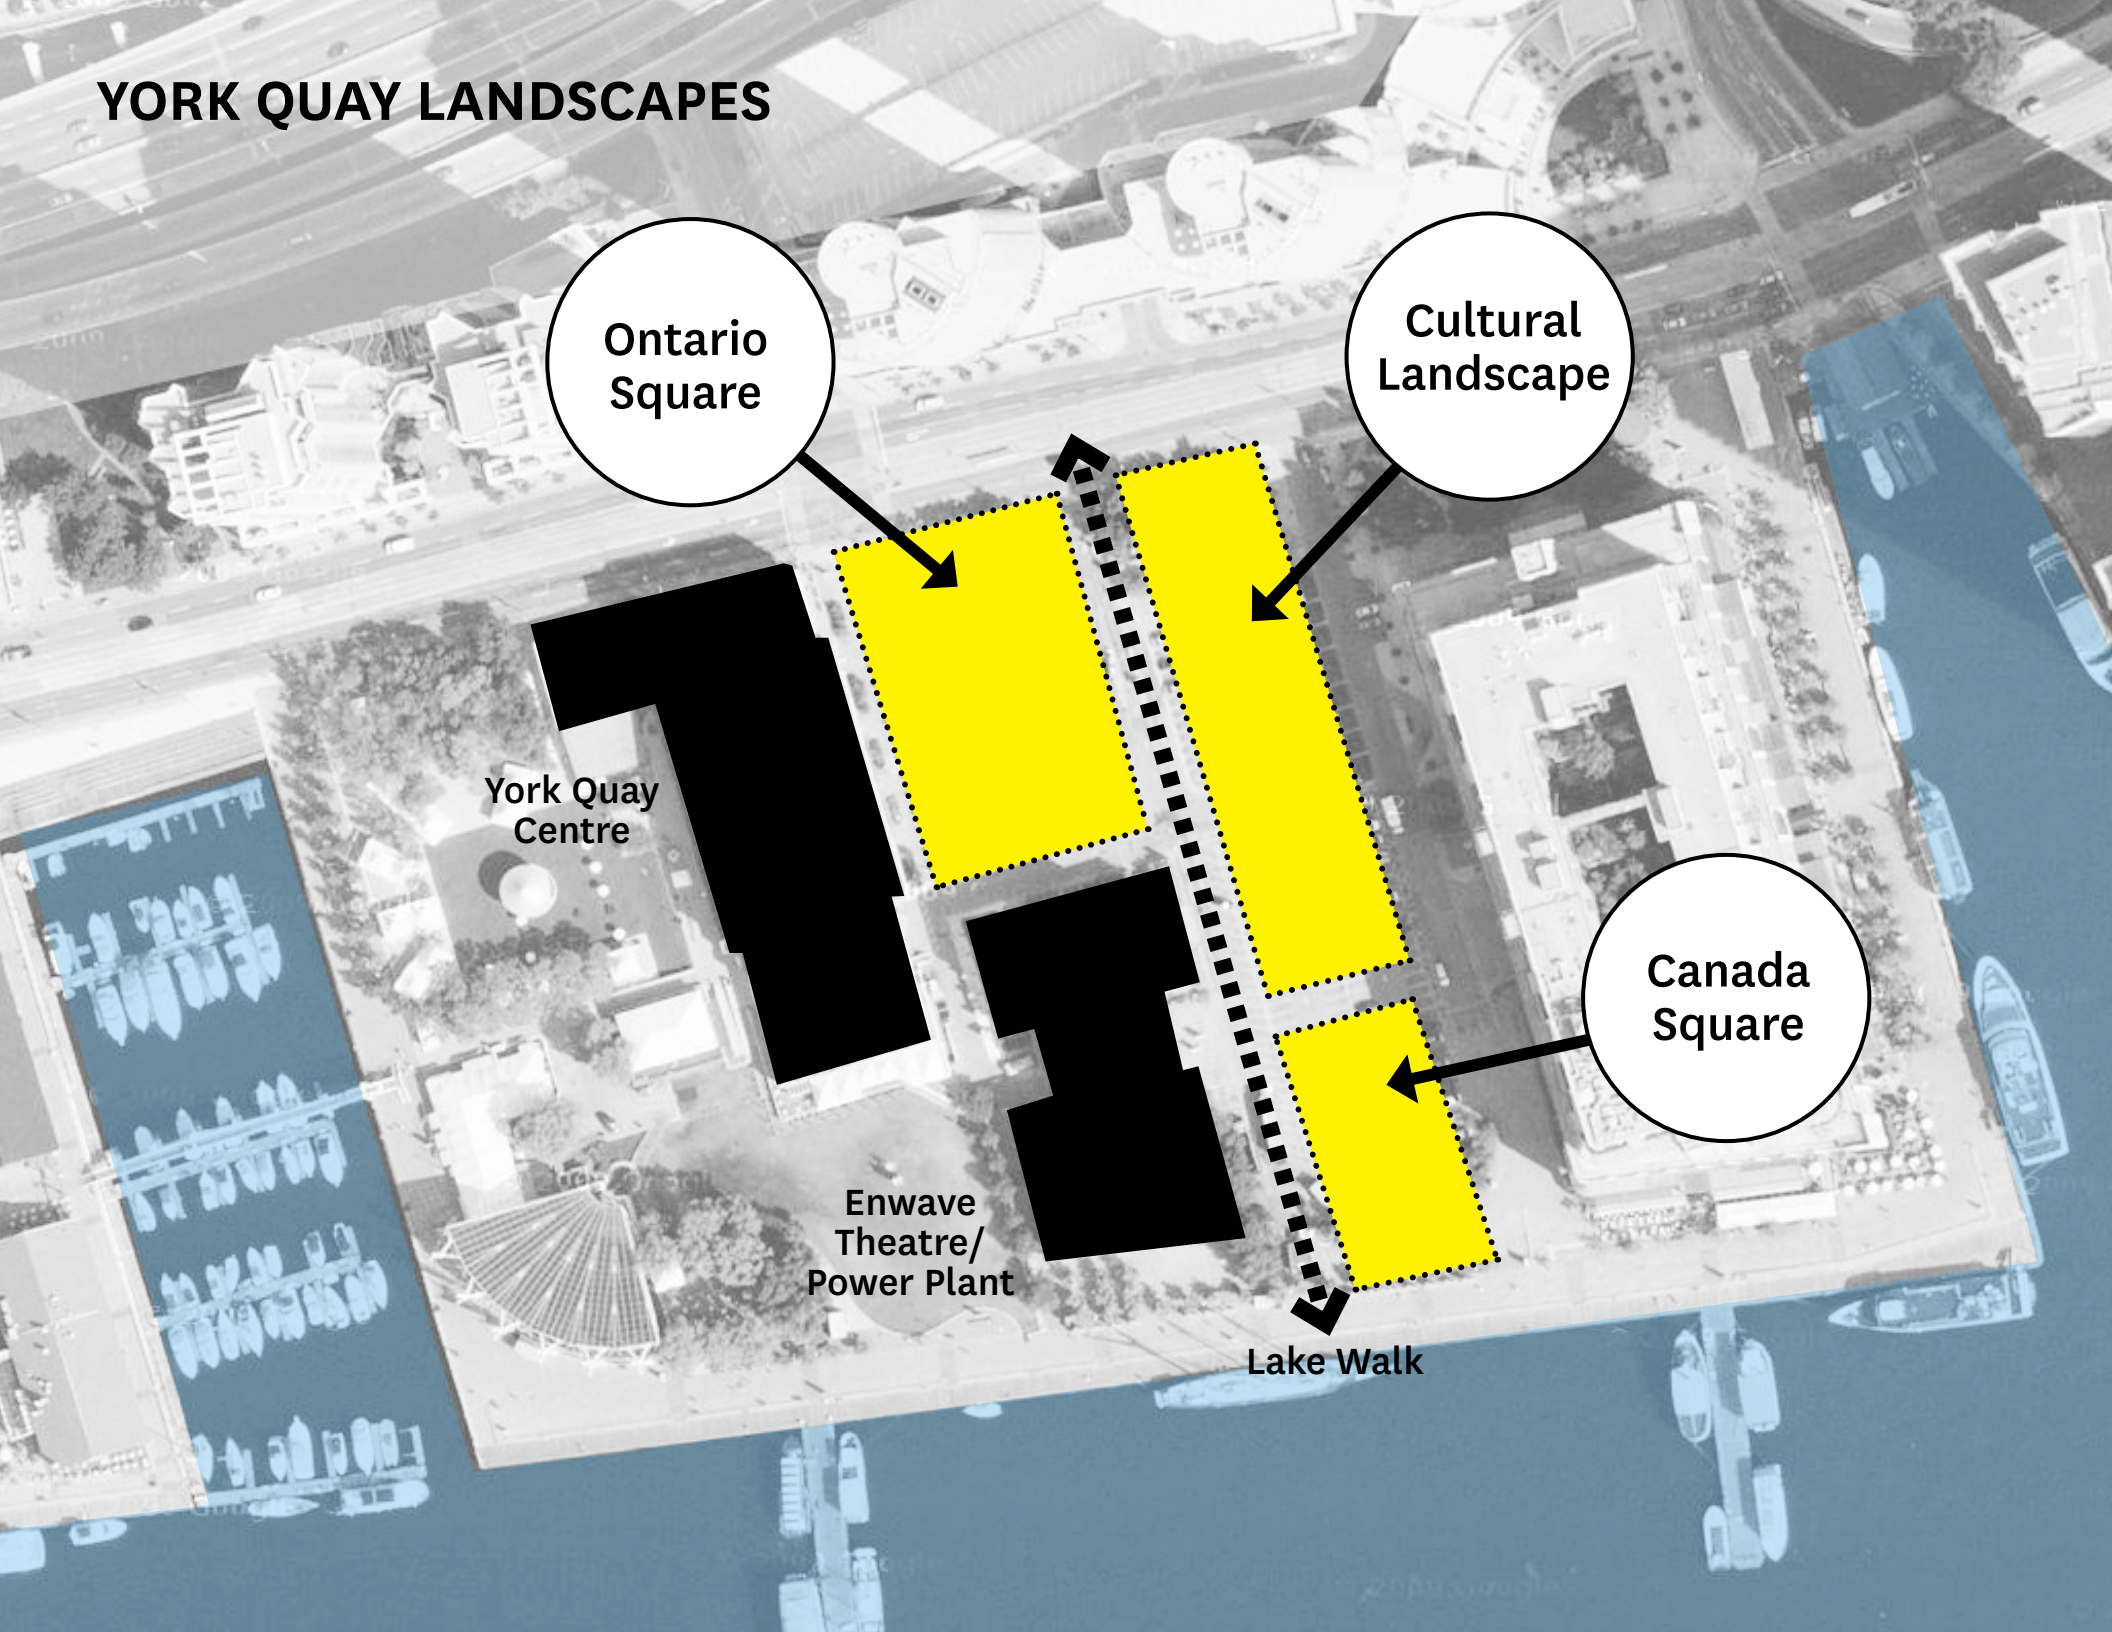 YORK QUAY LANDSCAPES
Ontario
Square
Cultural
Landscape
York Quay
Centre
Canada
Square
Enwave
Theatre/
Power Plant
Lake Walk